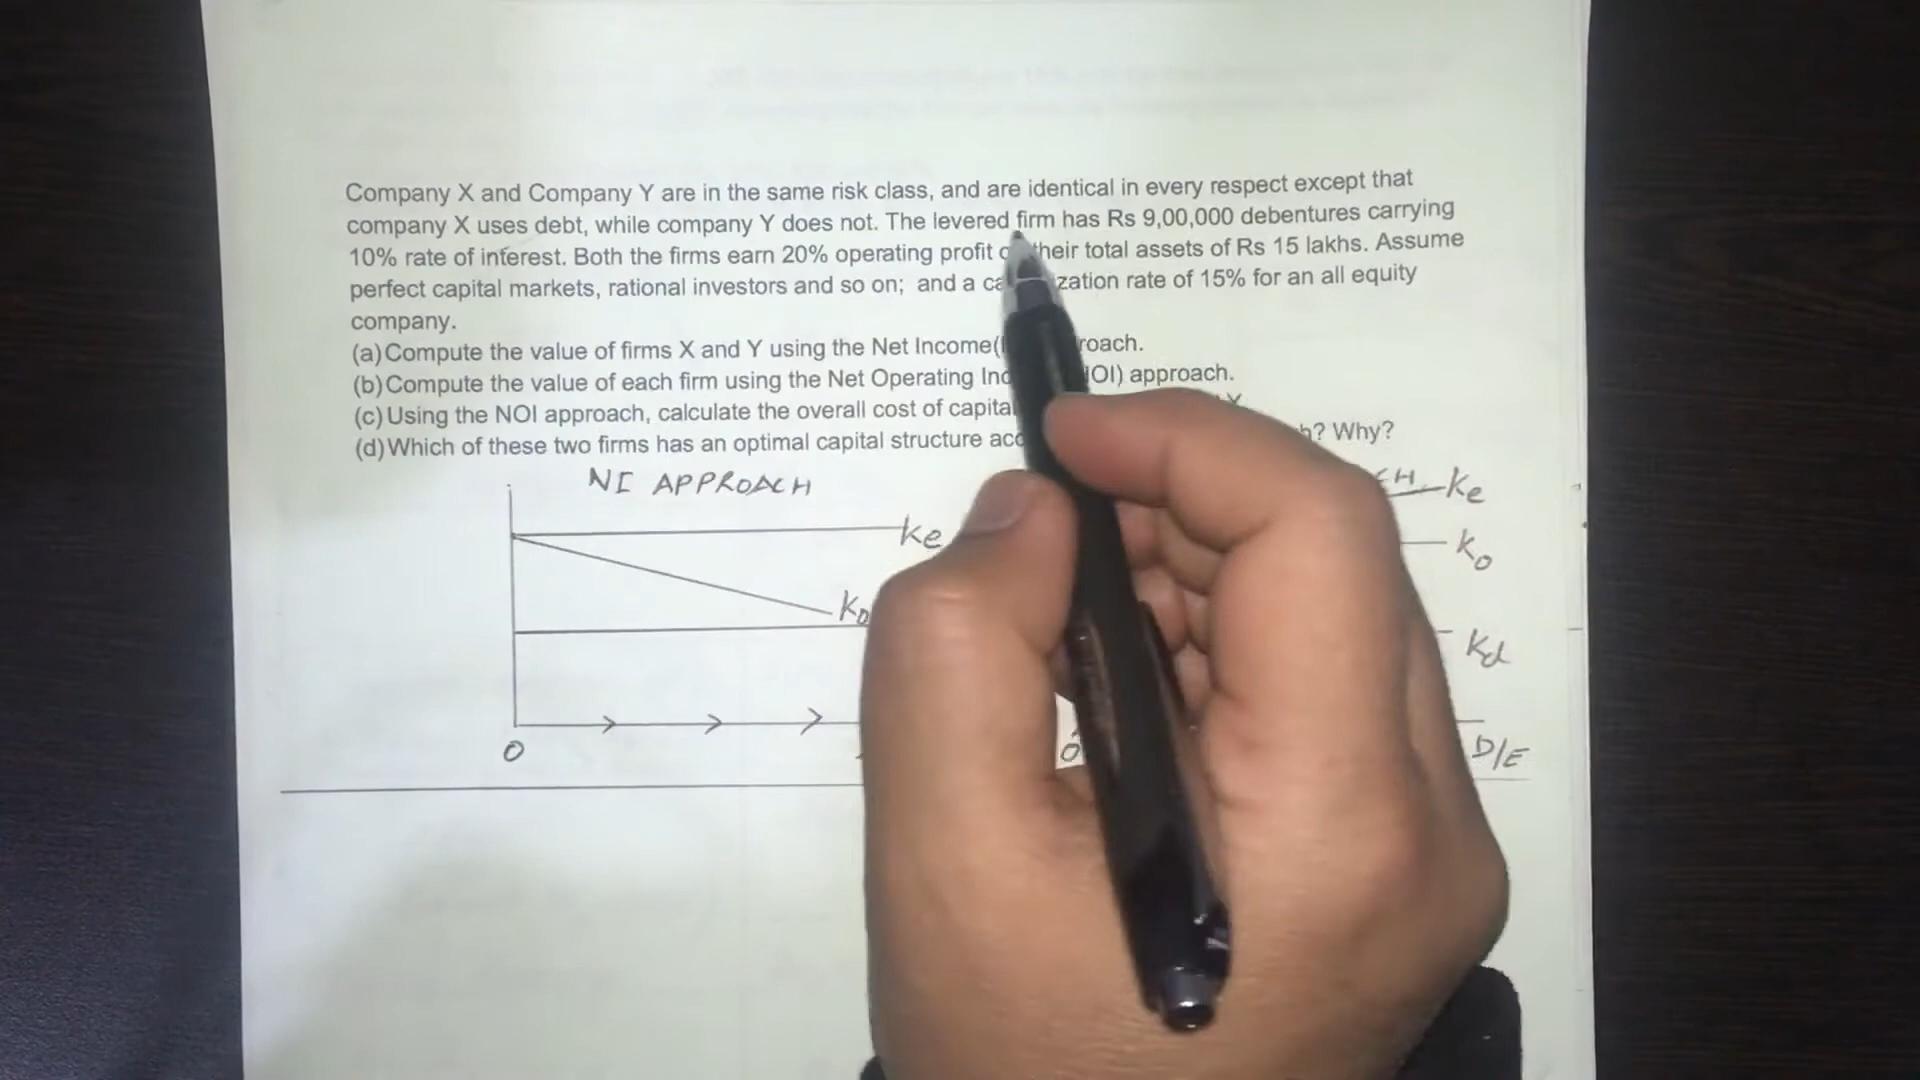 Company X and Company Y are in the same risk class, and are identical in every respect except that
company X uses debt, while company Y does not. The levered firm has Rs 9,00,000 debentures carrying
10% rate of interest. Both the firms earn 20% operating profit their total assets of Rs 15 lakhs. Assume
perfect capital markets, rational investors and so on; and a rate of 15% for an all equity
company.
(a) Compute the value of firms X and Y using the Net Income(
(b) Compute the value of each firm using the Net Operating approach.
(c) Using the NOI approach, calculate the overall cost of capital
(d) Which of these two firms has an optimal capital structure Why?
NI APPROACH
ke
ke
ko
ko
kd
0
0
D/E